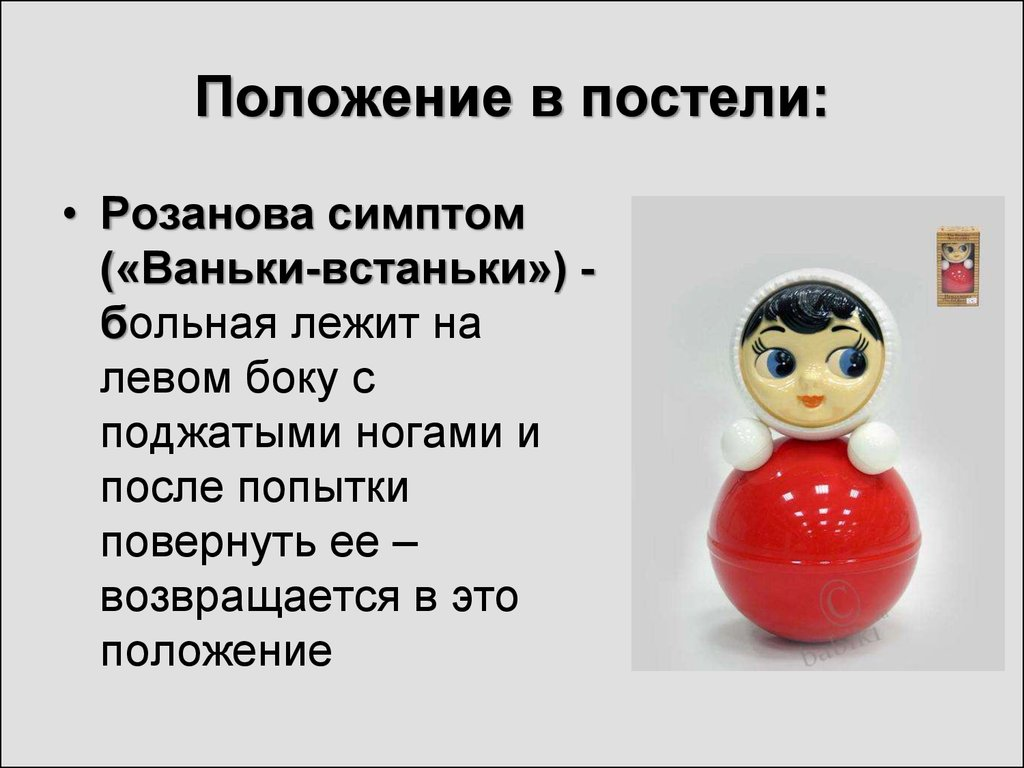 Положение в постели:
• Розанова симптом
(«Ваньки-встаньки») -
больная лежит на
левом боку с
поджатыми ногами и
после попытки
повернуть ее –
возвращается в это
положение
©